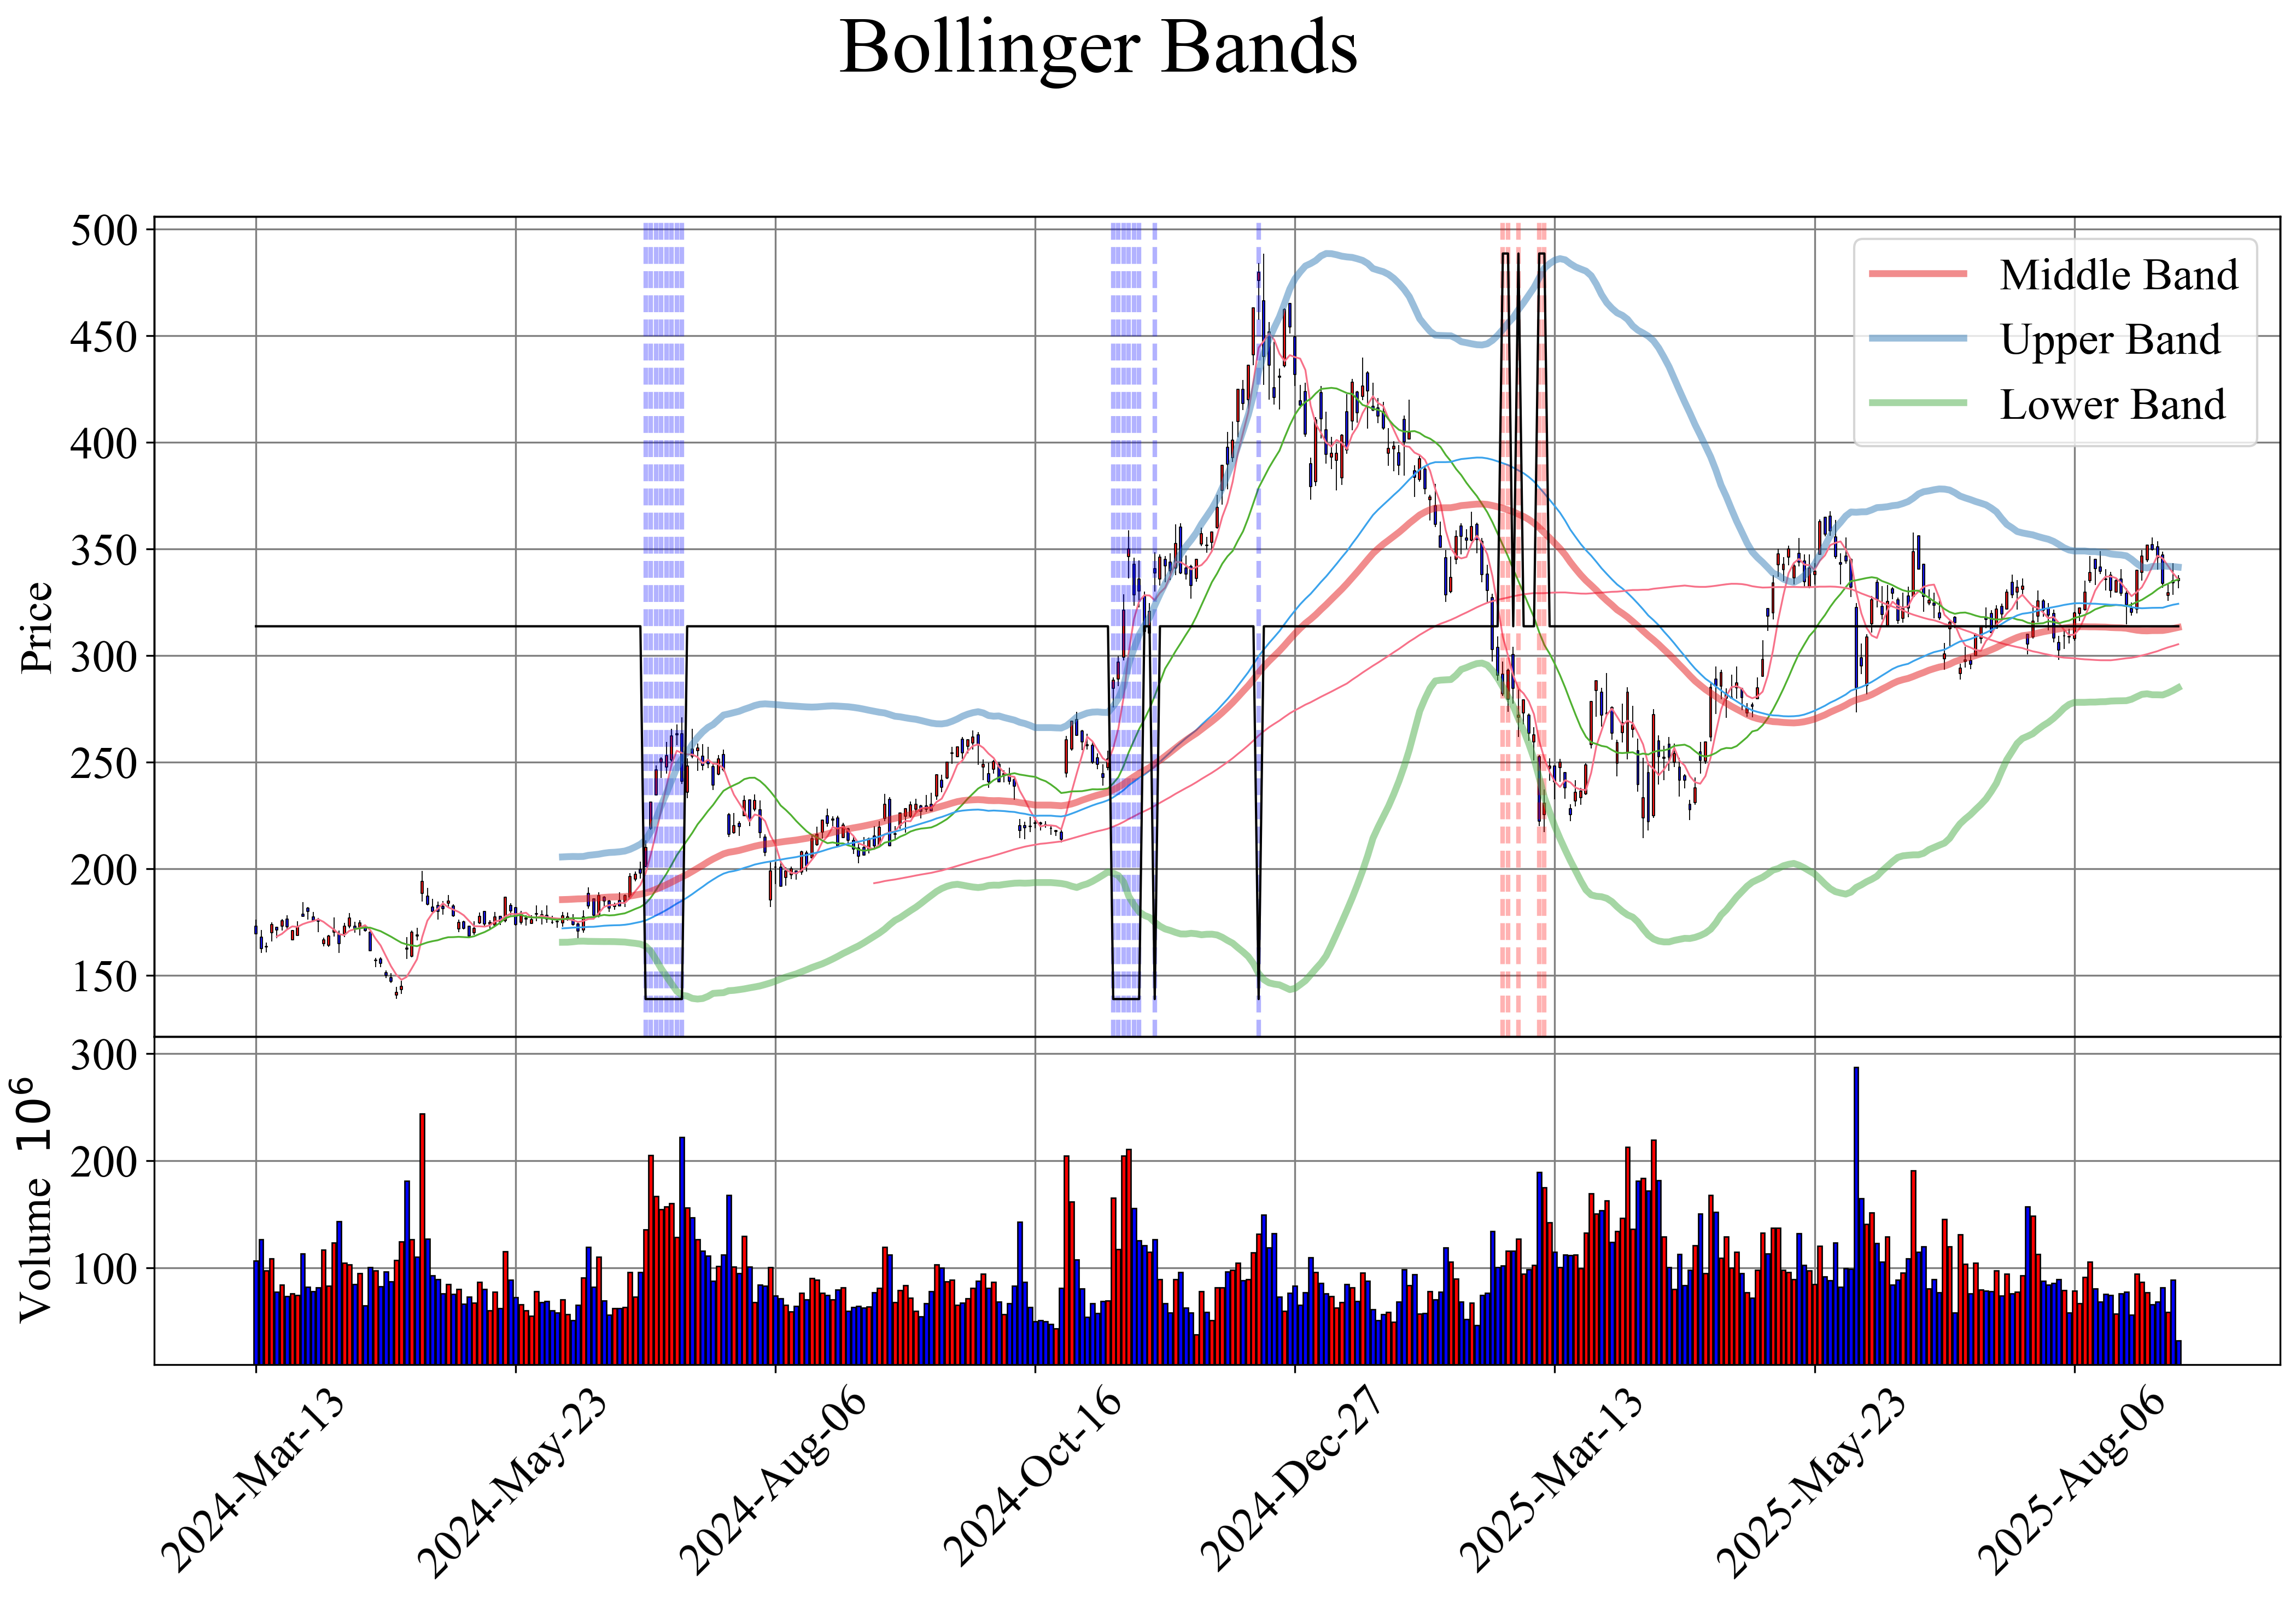 Bollinger Bands
500
450
400
350
300
250
200
150
Price
Middle Band
Upper Band
Lower Band
300
200
100
Volume 10⁶
2024-Mar-13
2024-May-23
2024-Aug-06
2024-Oct-16
2024-Dec-27
2025-Mar-13
2025-May-23
2025-Aug-06